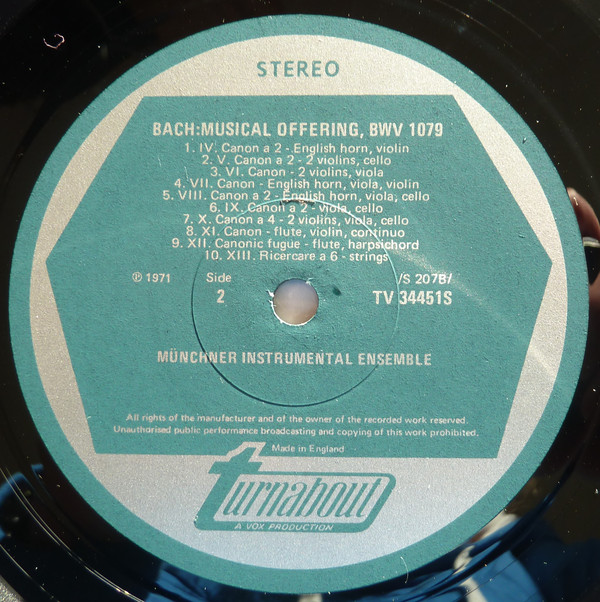 STEREO
BACH:MUSICAL OFFERING, BWV 1079
1. IV. Canon a 2 - English horn, violin
2. V. Canon a 2 - 2 violins, cello
3. VI. Canon - 2 violins, viola
4. VII. Canon - English horn, viola, violin
5. VIII. Canon a 2 - English horn, viola, cello
6. IX. Canon a 2 - viola, cello
7. X. Canon a 4 - 2 violins, viola, cello
8. XI. Canon - flute, violin, continuo
9. XII. Canonic fugue - flute, harpsichord
10. XIII. Ricercare a 6 - strings
℗ 1971 Side /S 207B/
2 TV 34451S
MÜNCHNER INSTRUMENTAL ENSEMBLE
All rights of the manufacturer and of the owner of the recorded work reserved.
Unauthorised public performance broadcasting and copying of this work prohibited.
Made in England
turnabout
A VOX PRODUCTION